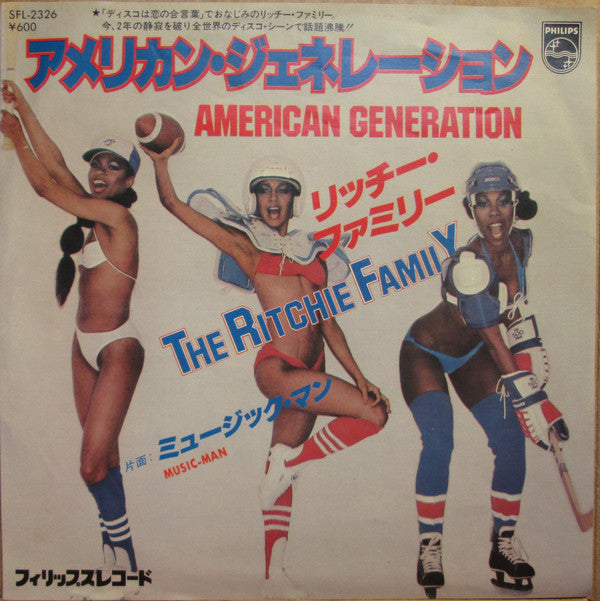 SFL-2326
¥600
★「ディスコは恋の合言葉」でおなじみのリッチー・ファミリー。
今、2年の静寂を破り全世界のディスコ・シーンで話題沸騰!!
PHILIPS
アメリカン・ジェネレーション
AMERICAN GENERATION
リッチー・
ファミリー
THE RITCHIE FAMILY
片面：ミュージック・マン
MUSIC-MAN
フィリップスレコード